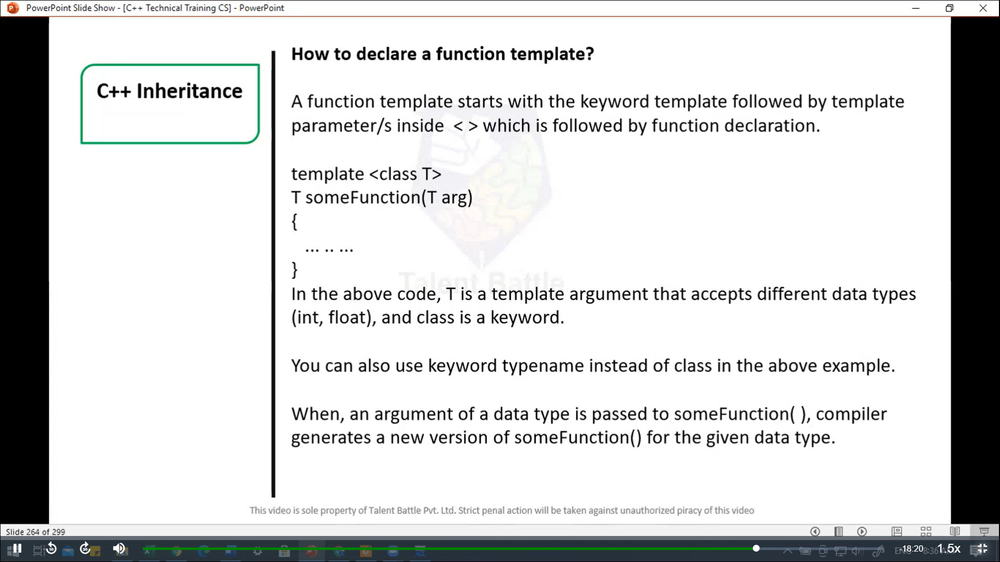 PowerPoint Slide Show - [C++ Technical Training CS] - PowerPoint
C++ Inheritance
How to declare a function template?
A function template starts with the keyword template followed by template
parameter/s inside < > which is followed by function declaration.
template <class T>
T someFunction(T arg)
{
... .. ...
}
Talent Battle
In the above code, T is a template argument that accepts different data types
(int, float), and class is a keyword.
You can also use keyword typename instead of class in the above example.
When, an argument of a data type is passed to someFunction( ), compiler
generates a new version of someFunction() for the given data type.
This video is sole property of Talent Battle Pvt. Ltd. Strict penal action will be taken against unauthorized piracy of this video
Slide 264 of 299
10
30
-18:20
1.5x